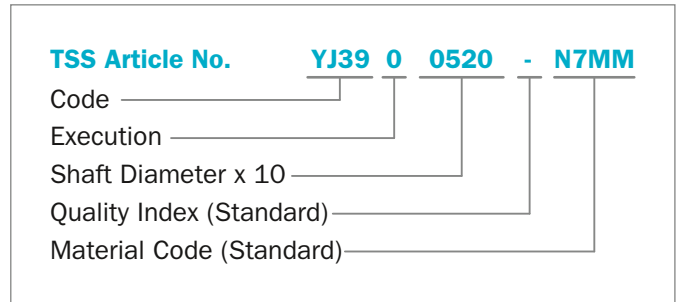 TSS Article No. YJ39 0 0520 - N7MM
Code
Execution
Shaft Diameter x 10
Quality Index (Standard)
Material Code (Standard)